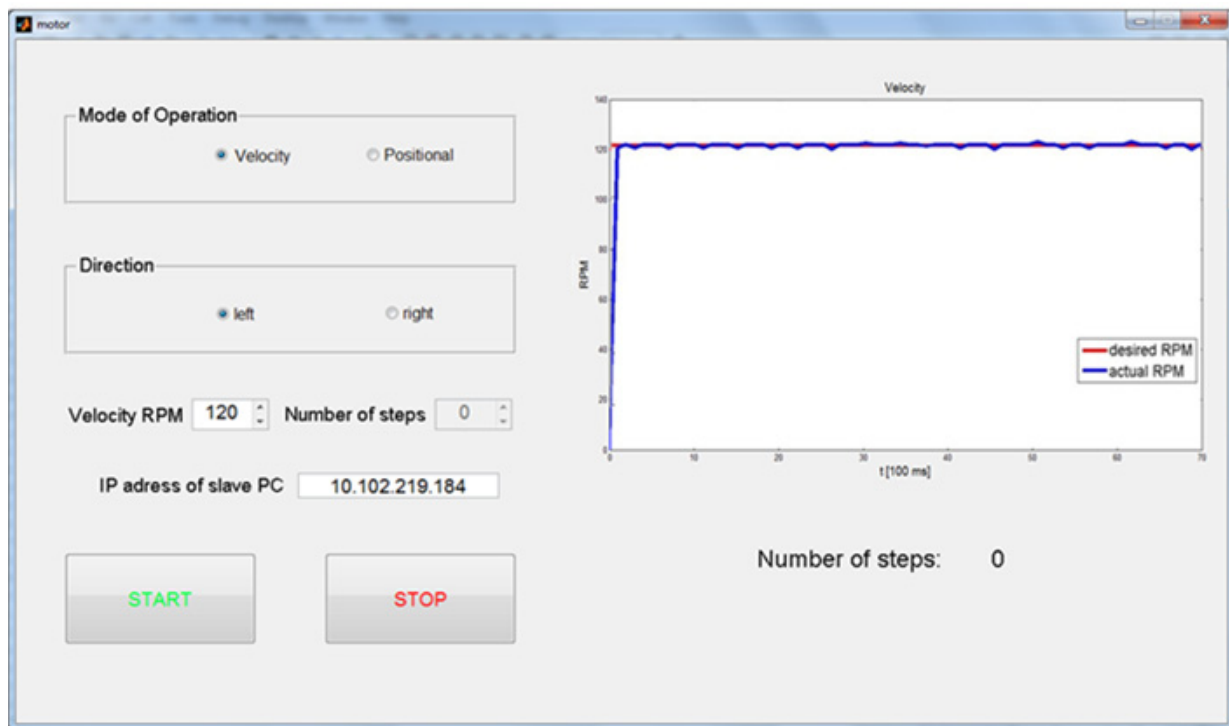 motor
Mode of Operation
Velocity Positional
Direction
left right
Velocity RPM 120 Number of steps 0
IP adress of slave PC 10.102.219.184
START STOP
Velocity
140
120
100
80
60
40
20
0
RPM
0 10 20 30 40 50 60 70
t [100 ms]
desired RPM
actual RPM
Number of steps: 0